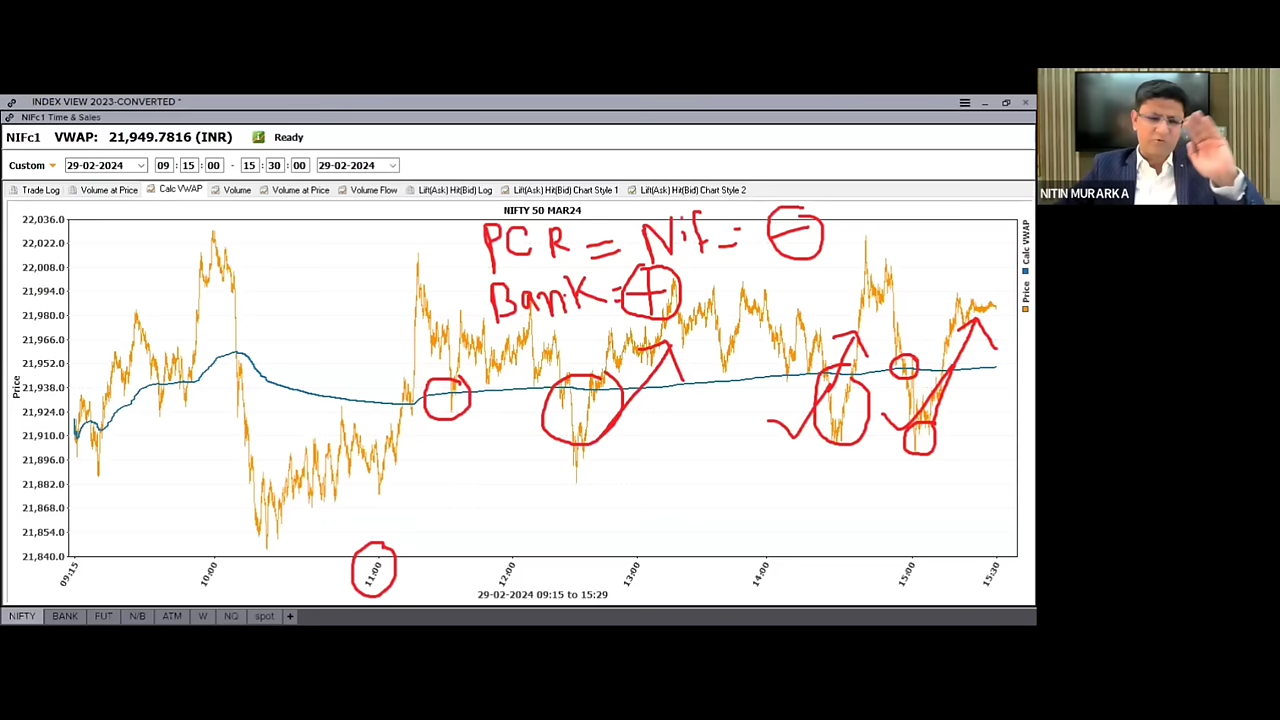 INDEX VIEW 2023-CONVERTED *
NIFc1 Time & Sales
NIFc1 VWAP: 21,949.7816 (INR) Ready
Custom 29-02-2024 09 : 15 : 00 - 15 : 30 : 00 29-02-2024
Trade Log Volume at Price Calc VWAP Volume Volume at Price Volume Flow Lift(Ask) Hit(Bid) Log Lift(Ask) Hit(Bid) Chart Style 1 Lift(Ask) Hit(Bid) Chart Style 2
NITIN MURARKA
NIFTY 50 MAR24
PCR = Nif = -
Bank = +
22,036.0
22,022.0
22,008.0
21,994.0
21,980.0
21,966.0
21,952.0
21,938.0
21,924.0
21,910.0
21,896.0
21,882.0
21,868.0
21,854.0
21,840.0
Price
Calc VWAP
Price
09:15 10:00 11:00 12:00 13:00 14:00 15:00 15:30
29-02-2024 09:15 to 15:29
NIFTY BANK FUT N/B ATM W NQ spot +